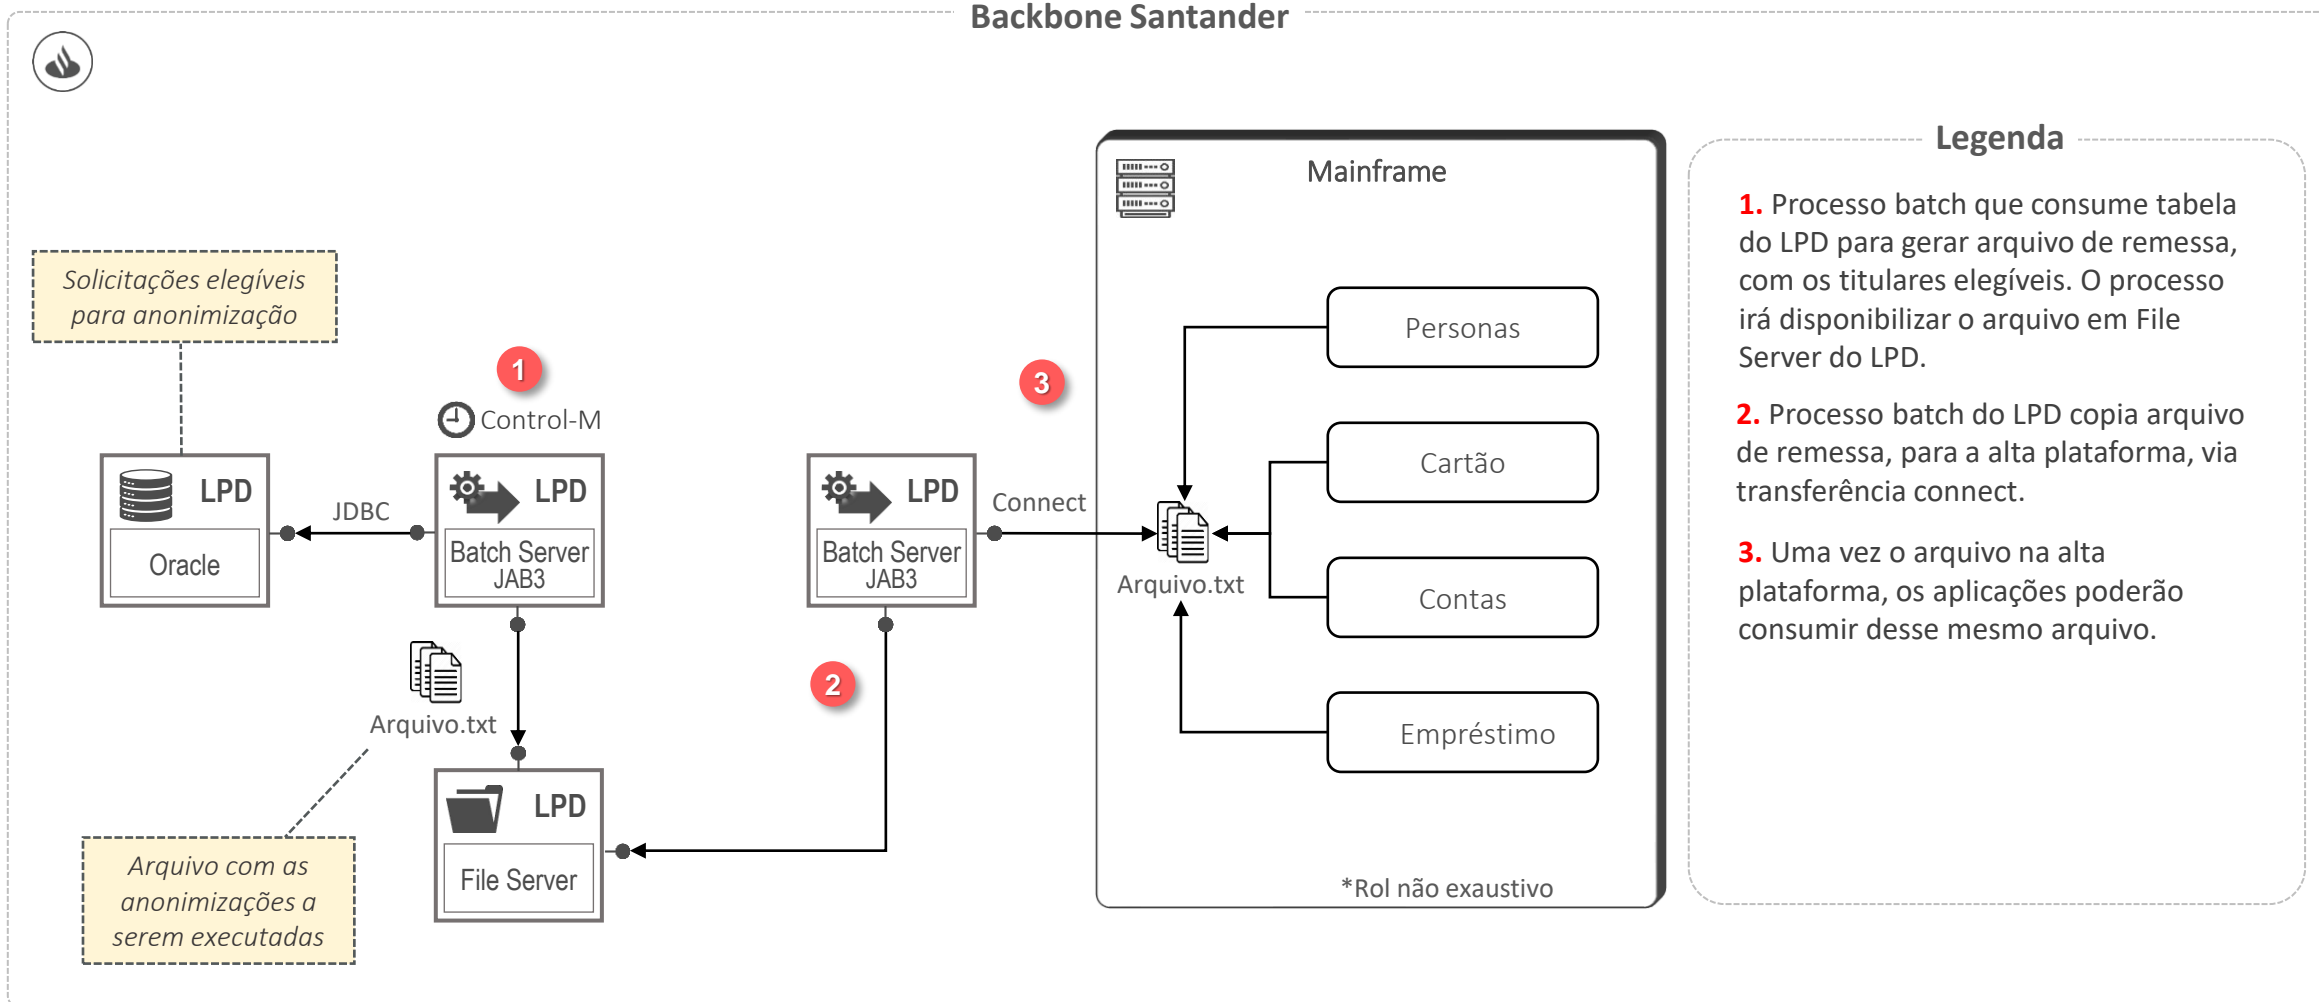 Backbone Santander
Solicitações elegíveis
para anonimização
1
Control-M
LPD
Oracle
JDBC
LPD
Batch Server
JAB3
Arquivo.txt
Arquivo com as
anonimizações a
serem executadas
LPD
File Server
2
LPD
Batch Server
JAB3
3
Connect
Mainframe
Arquivo.txt
Personas
Cartão
Contas
Empréstimo
*Rol não exaustivo
Legenda
1. Processo batch que consume tabela
do LPD para gerar arquivo de remessa,
com os titulares elegíveis. O processo
irá disponibilizar o arquivo em File
Server do LPD.
2. Processo batch do LPD copia arquivo
de remessa, para a alta plataforma, via
transferência connect.
3. Uma vez o arquivo na alta
plataforma, os aplicações poderão
consumir desse mesmo arquivo.